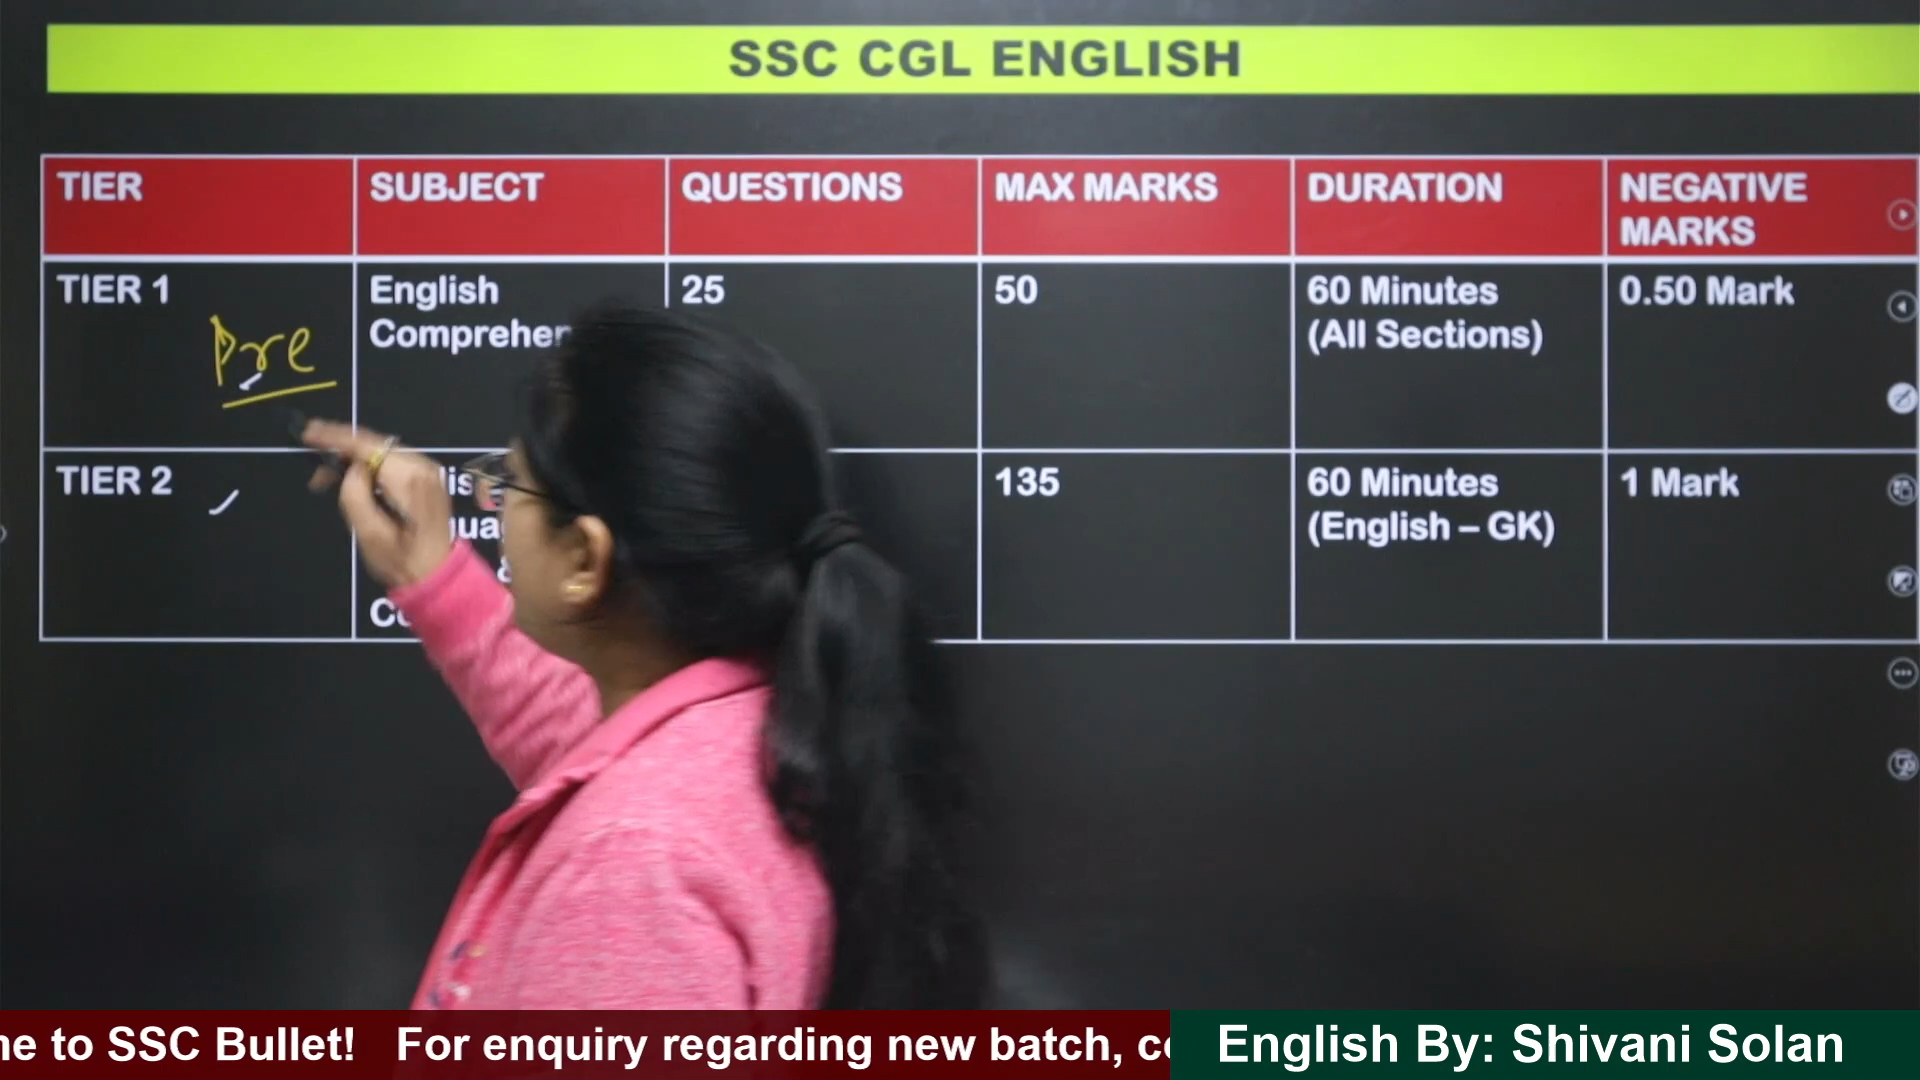 SSC CGL ENGLISH
TIER SUBJECT QUESTIONS MAX MARKS DURATION NEGATIVE MARKS
TIER 1 English 25 50 60 Minutes 0.50 Mark
(All Sections)
Pre
TIER 2 135 60 Minutes 1 Mark
(English – GK)
to SSC Bullet! For enquiry regarding new batch,
English By: Shivani Solan